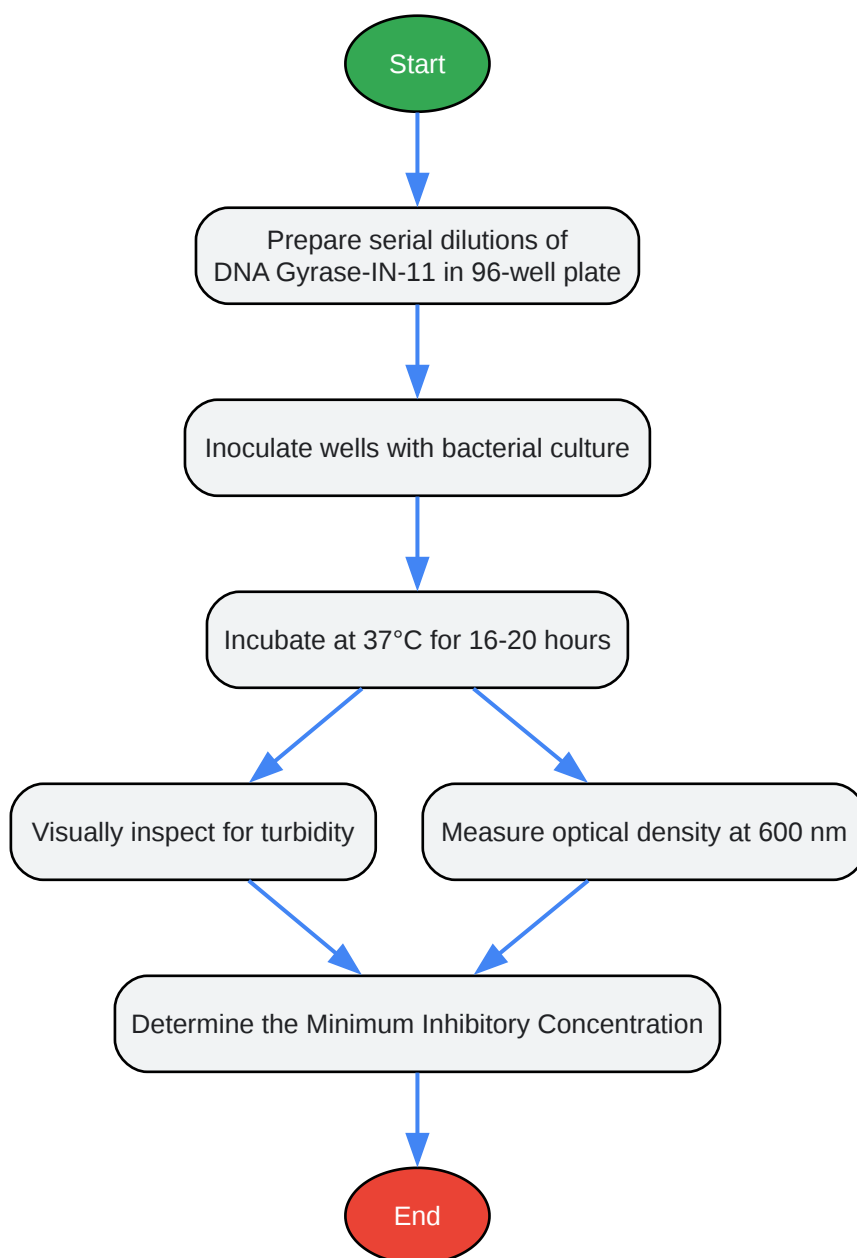 Start
Prepare serial dilutions of
DNA Gyrase-IN-11 in 96-well plate
Inoculate wells with bacterial culture
Incubate at 37°C for 16-20 hours
Visually inspect for turbidity
Measure optical density at 600 nm
Determine the Minimum Inhibitory Concentration
End